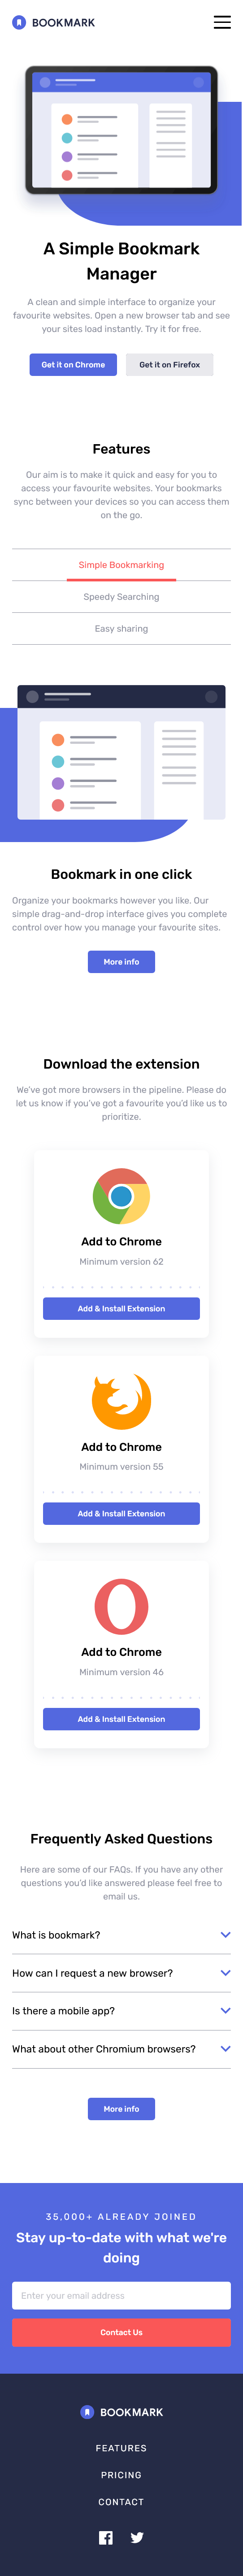 BOOKMARK
A Simple Bookmark
Manager
A clean and simple interface to organize your
favourite websites. Open a new browser tab and see
your sites load instantly. Try it for free.
Get it on Chrome
Get it on Firefox
Features
Our aim is to make it quick and easy for you to
access your favourite websites. Your bookmarks
sync between your devices so you can access them
on the go.
Simple Bookmarking
Speedy Searching
Easy sharing
Bookmark in one click
Organize your bookmarks however you like. Our
simple drag-and-drop interface gives you complete
control over how you manage your favourite sites.
More info
Download the extension
We've got more browsers in the pipeline. Please do
let us know if you've got a favourite you'd like us to
prioritize.
Add to Chrome
Minimum version 62
Add & Install Extension
Add to Chrome
Minimum version 55
Add & Install Extension
Add to Chrome
Minimum version 46
Add & Install Extension
Frequently Asked Questions
Here are some of our FAQs. If you have any other
questions you'd like answered please feel free to
email us.
What is bookmark?
How can I request a new browser?
Is there a mobile app?
What about other Chromium browsers?
More info
35,000+ ALREADY JOINED
Stay up-to-date with what we're
doing
Enter your email address
Contact Us
BOOKMARK
FEATURES
PRICING
CONTACT